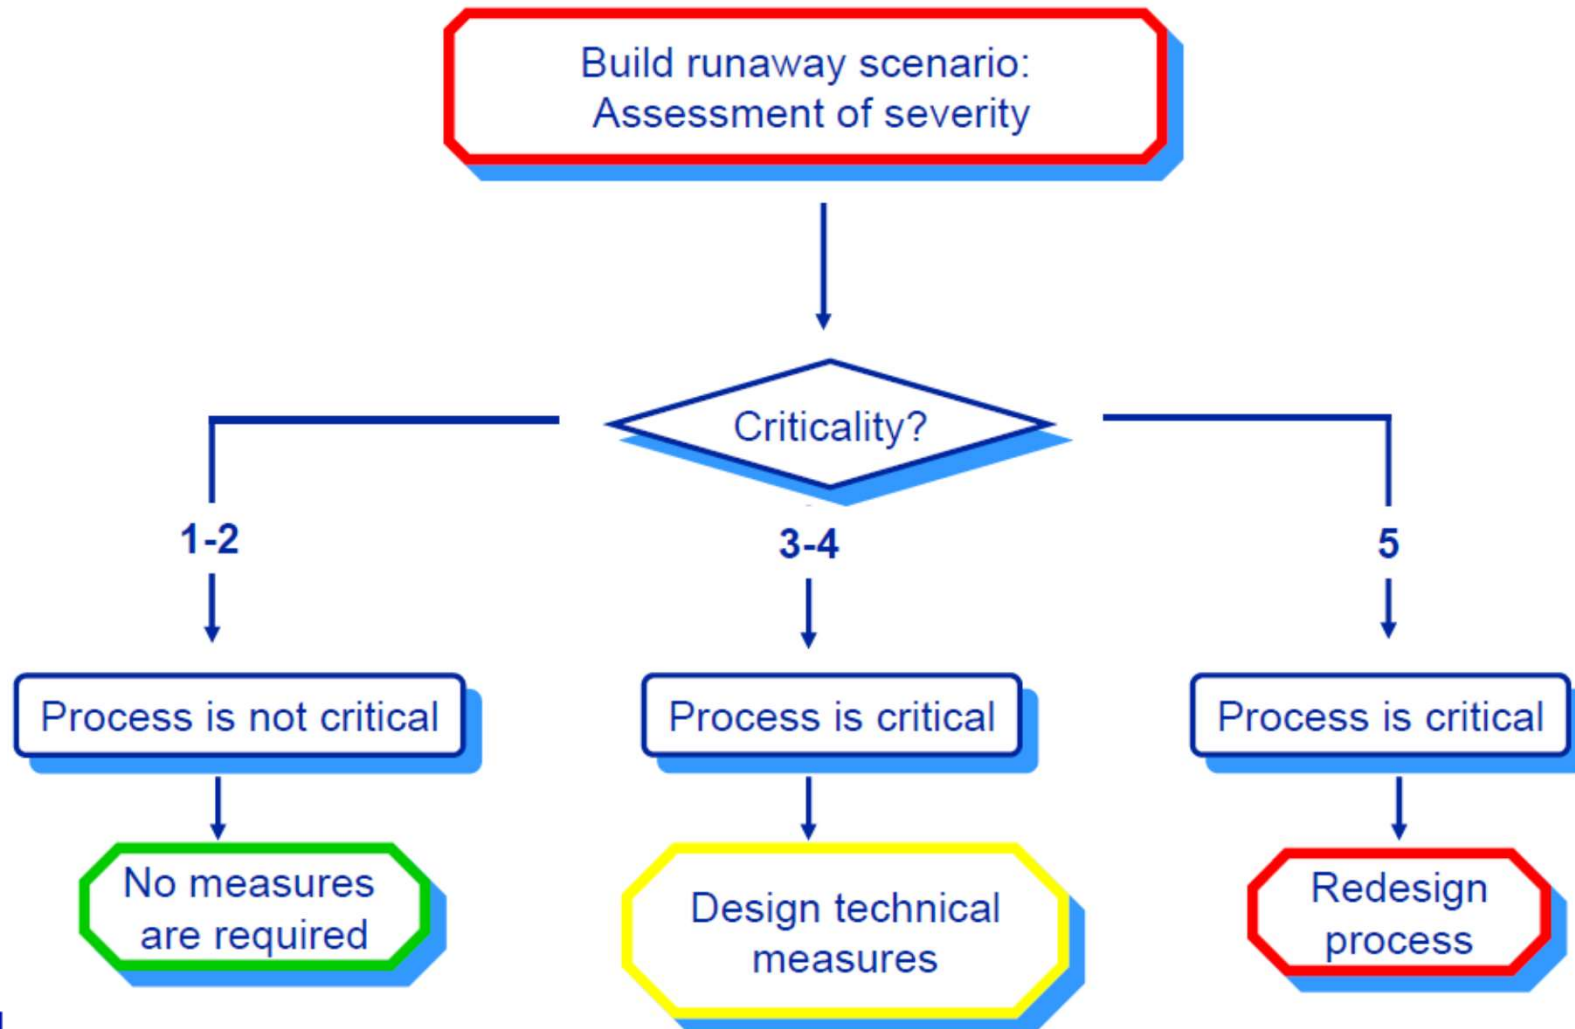 Build runaway scenario:
Assessment of severity
Criticality?
1-2
3-4
5
Process is not critical
Process is critical
Process is critical
No measures
are required
Design technical
measures
Redesign
process